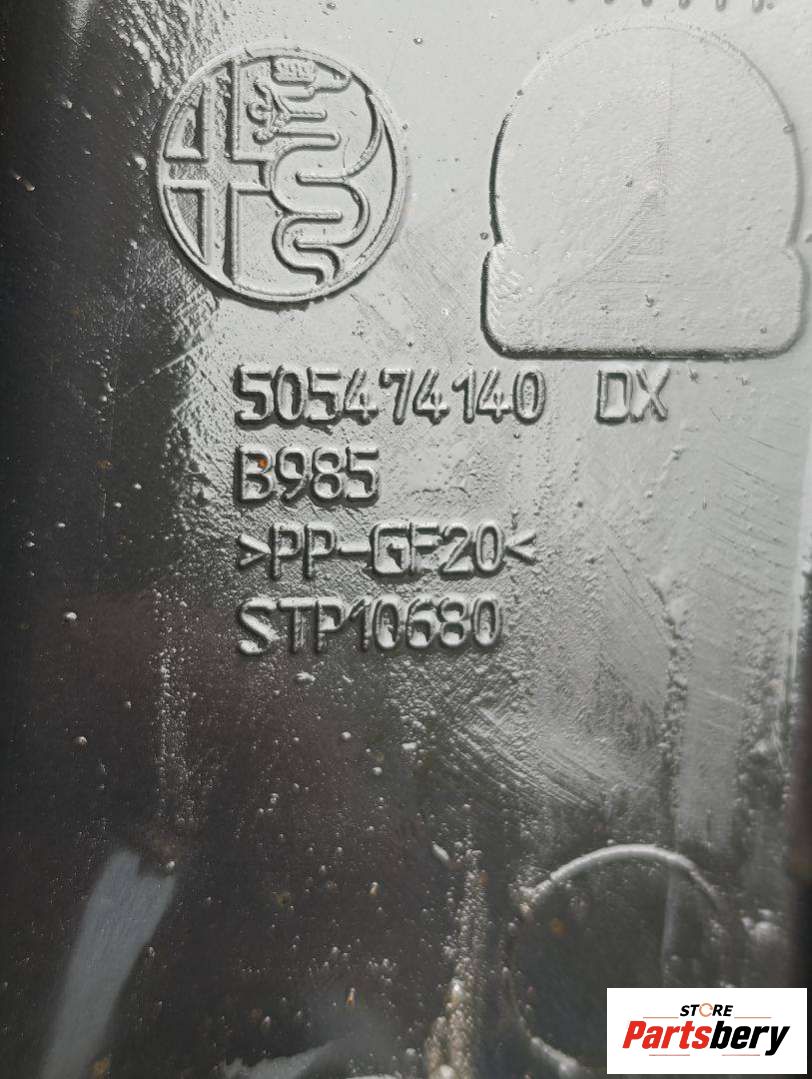 505474140 DX
B985
>PP-GF20<
STP10680
STORE
Partsbery